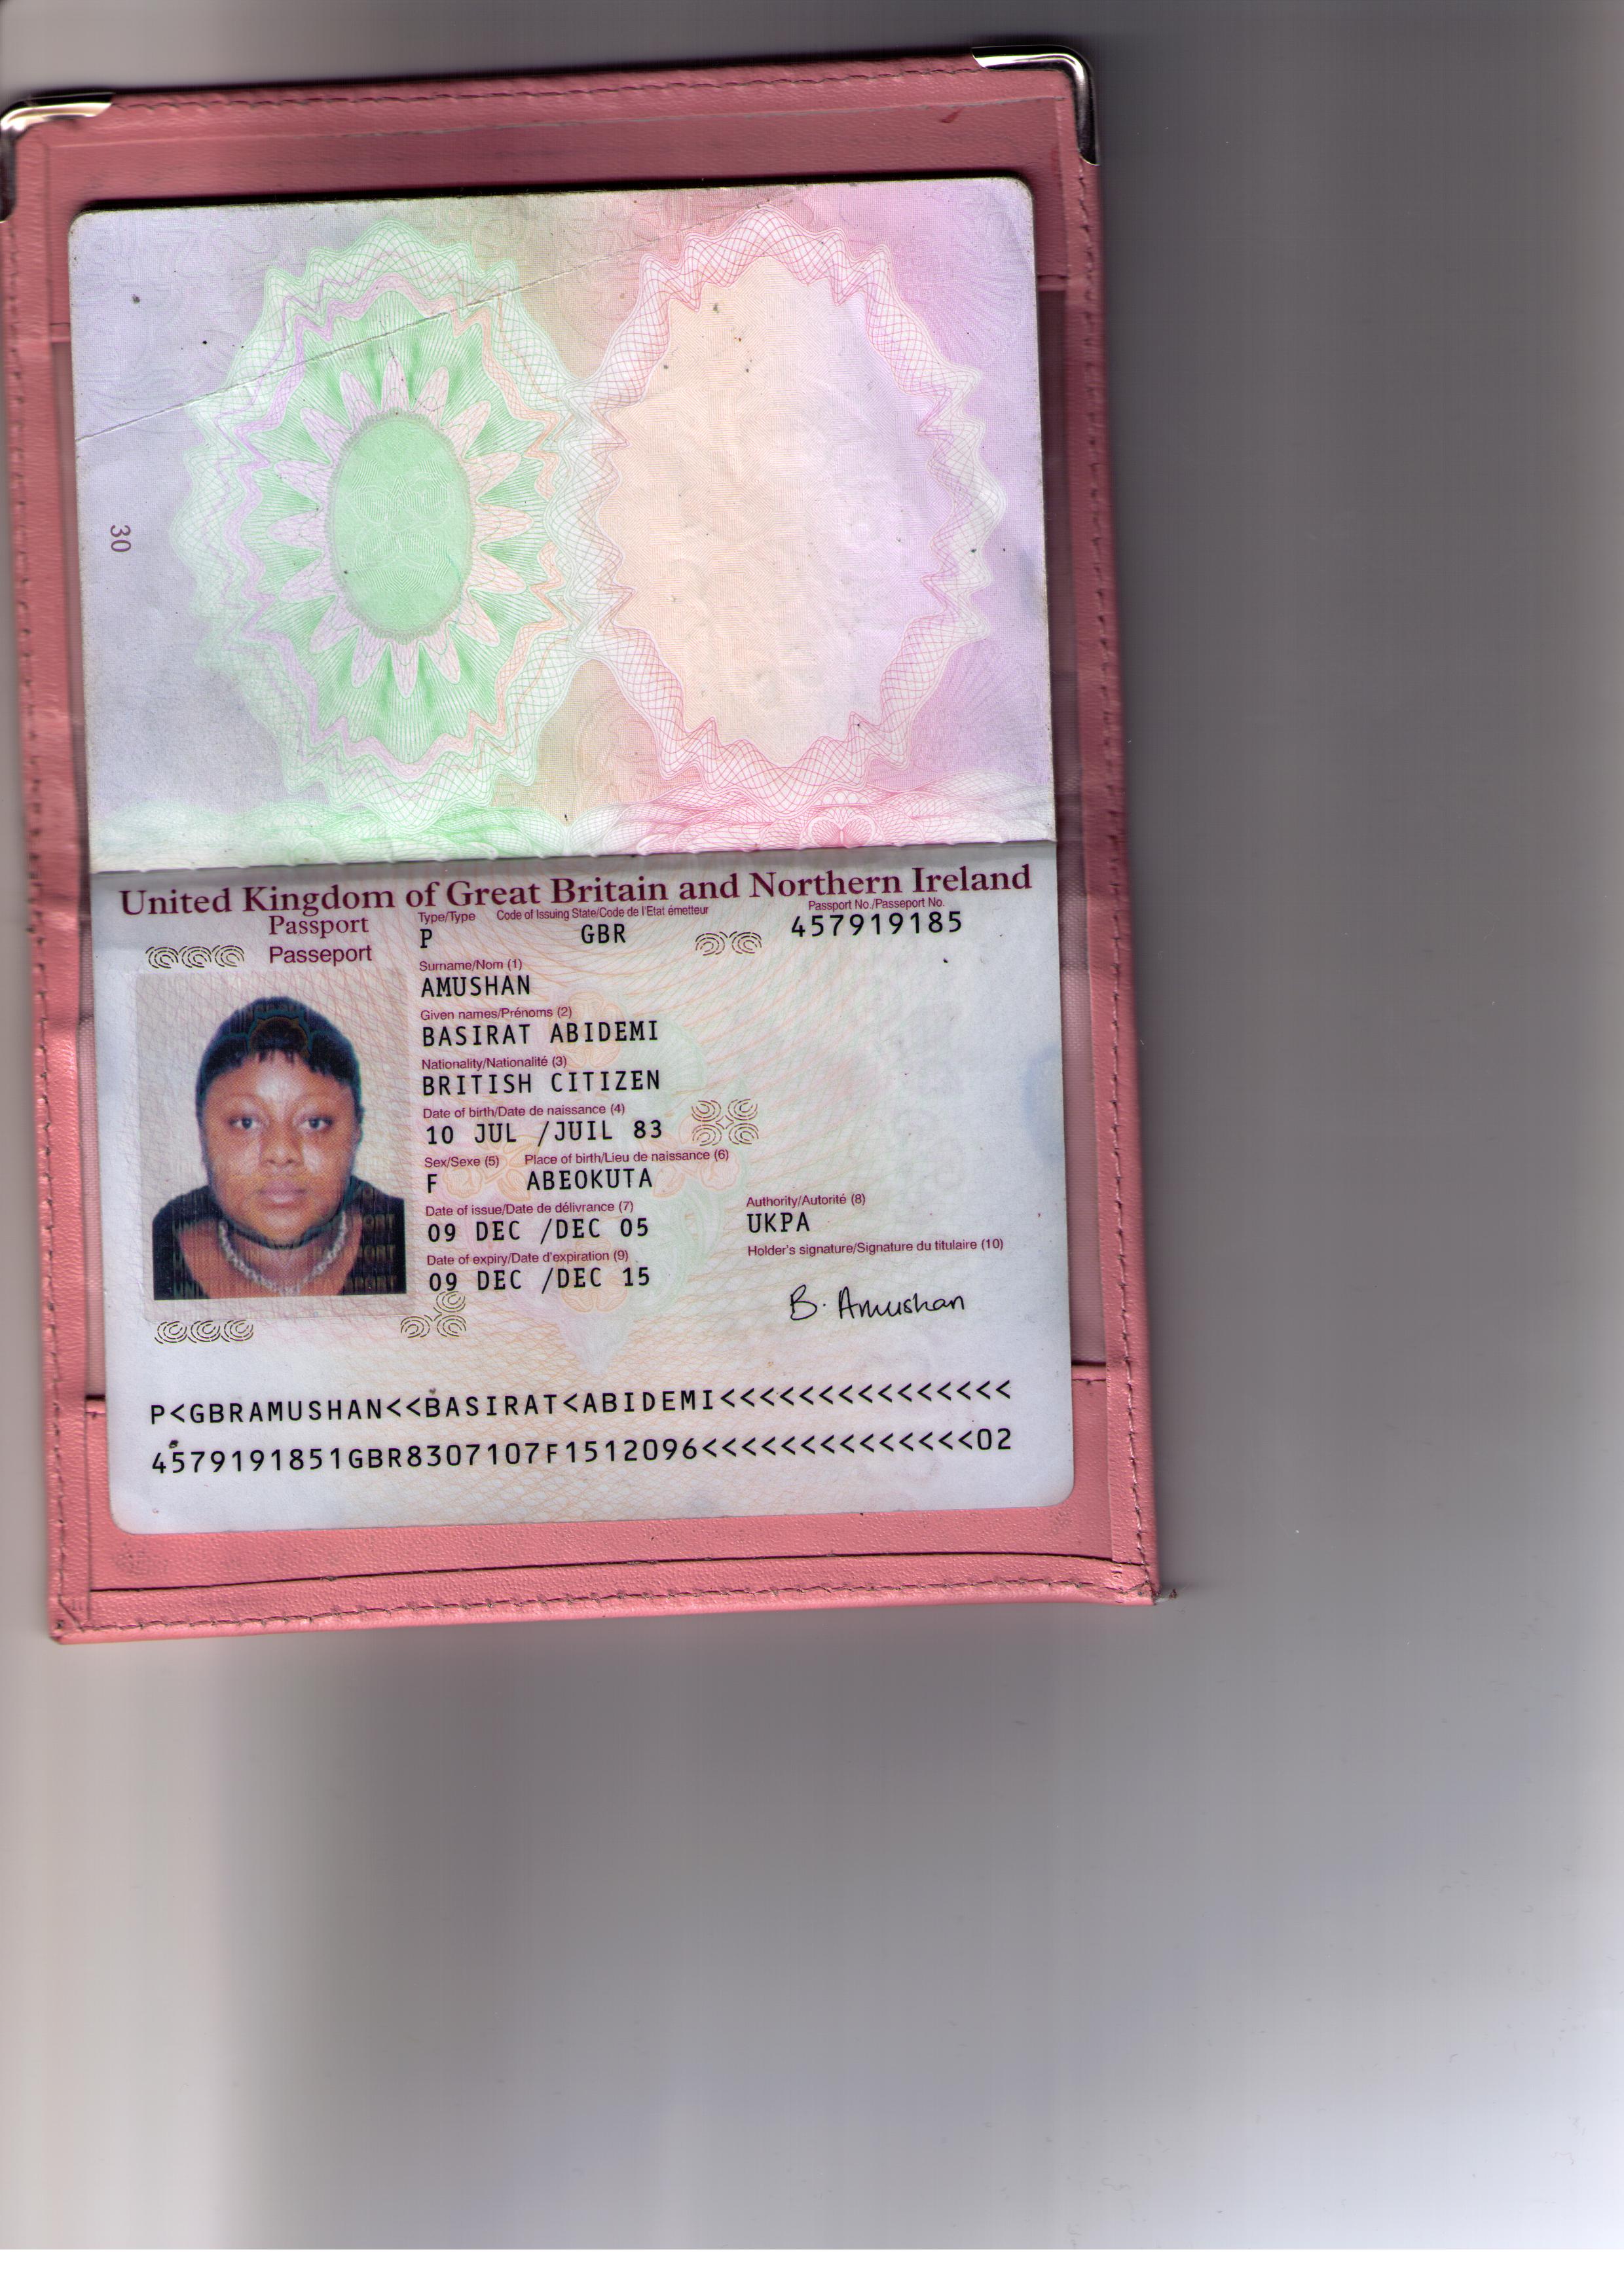 30
United Kingdom of Great Britain and Northern Ireland
Passport
Passeport
Type/Type Code of Issuing State/Code de l'Etat émetteur Passport No./Passeport No.
P GBR 457919185
Surname/Nom (1)
AMUSHAN
Given names/Prénoms (2)
BASIRAT ABIDEMI
Nationality/Nationalité (3)
BRITISH CITIZEN
Date of birth/Date de naissance (4)
10 JUL /JUIL 83
Sex/Sexe (5) Place of birth/Lieu de naissance (6)
F ABEOKUTA
Date of issue/Date de délivrance (7) Authority/Autorité (8)
09 DEC /DEC 05 UKPA
Date of expiry/Date d'expiration (9) Holder's signature/Signature du titulaire (10)
09 DEC /DEC 15
B. Amushan
P<GBRAMUSHAN<<BASIRAT<ABIDEMI<<<<<<<<<<<<<<<
4579191851GBR8307107F1512096<<<<<<<<<<<<<<02